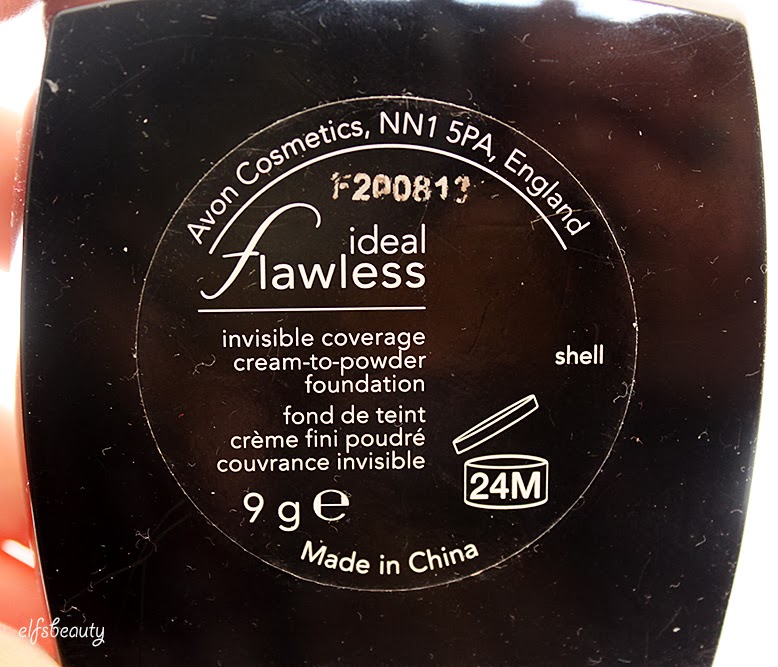 Avon Cosmetics, NN1 5PA, England
F200813
ideal
flawless
invisible coverage
cream-to-powder
foundation
shell
fond de teint
crème fini poudré
couvrance invisible
24M
9 g e
Made in China
elfsbeauty